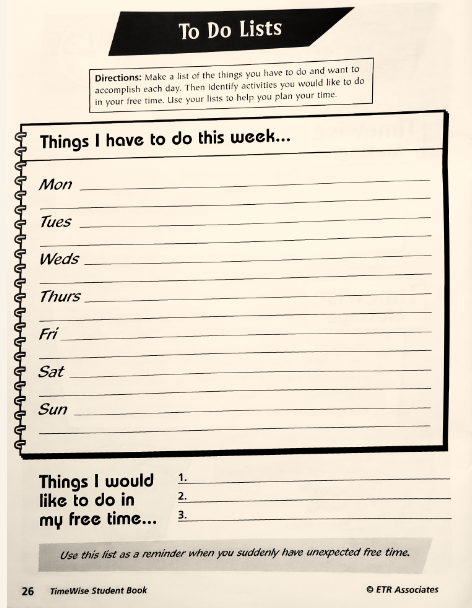 To Do Lists
Directions: Make a list of the things you have to do and want to
accomplish each day. Then identify activities you would like to do
in your free time. Use your lists to help you plan your time.
Things I have to do this week...
Mon
Tues
Weds
Thurs
Fri
Sat
Sun
Things I would
like to do in
my free time...
1.
2.
3.
Use this list as a reminder when you suddenly have unexpected free time.
26 TimeWise Student Book
© ETR Associates